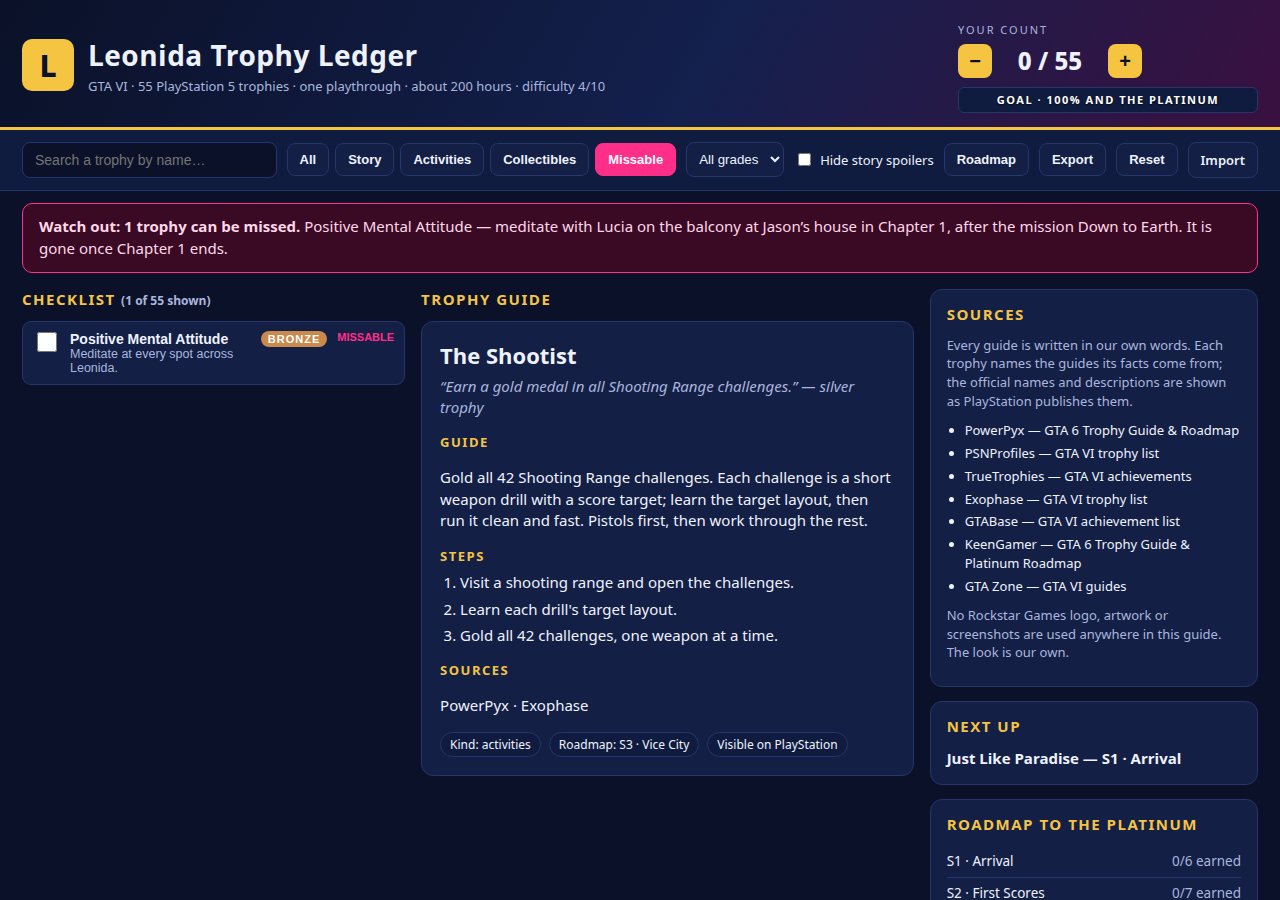 L
Leonida Trophy Ledger
GTA VI · 55 PlayStation 5 trophies · one playthrough · about 200 hours · difficulty 4/10
YOUR COUNT
− 0 / 55 +
GOAL · 100% AND THE PLATINUM
Search a trophy by name…
All
Story
Activities
Collectibles
Missable
All grades
Hide story spoilers
Roadmap
Export
Reset
Import
Watch out: 1 trophy can be missed. Positive Mental Attitude — meditate with Lucia on the balcony at Jason’s house in Chapter 1, after the mission Down to Earth. It is
gone once Chapter 1 ends.
CHECKLIST (1 of 55 shown)
Positive Mental Attitude
BRONZE
MISSABLE
Meditate at every spot across
Leonida.
TROPHY GUIDE
The Shootist
“Earn a gold medal In all Shooting Range challenges.” — silver
trophy
GUIDE
Gold all 42 Shooting Range challenges. Each challenge is a short
weapon drill with a score target; learn the target layout, then
run it clean and fast. Pistols first, then work through the rest.
STEPS
1. Visit a shooting range and open the challenges.
2. Learn each drill's target layout.
3. Gold all 42 challenges, one weapon at a time.
SOURCES
PowerPyx · Exophase
Kind: activities
Roadmap: S3 · Vice City
Visible on PlayStation
SOURCES
Every guide is written in our own words. Each
trophy names the guides its facts come from;
the official names and descriptions are shown
as PlayStation publishes them.
• PowerPyx — GTA 6 Trophy Guide & Roadmap
• PSNProfiles — GTA VI trophy list
• TrueTrophies — GTA VI achievements
• Exophase — GTA VI trophy list
• GTABase — GTA VI achievement list
• KeenGamer — GTA 6 Trophy Guide &
Platinum Roadmap
• GTA Zone — GTA VI guides
No Rockstar Games logo, artwork or
screenshots are used anywhere in this guide.
The look is our own.
NEXT UP
Just Like Paradise — S1 · Arrival
ROADMAP TO THE PLATINUM
S1 · Arrival 0/6 earned
S2 · First Scores 0/7 earned